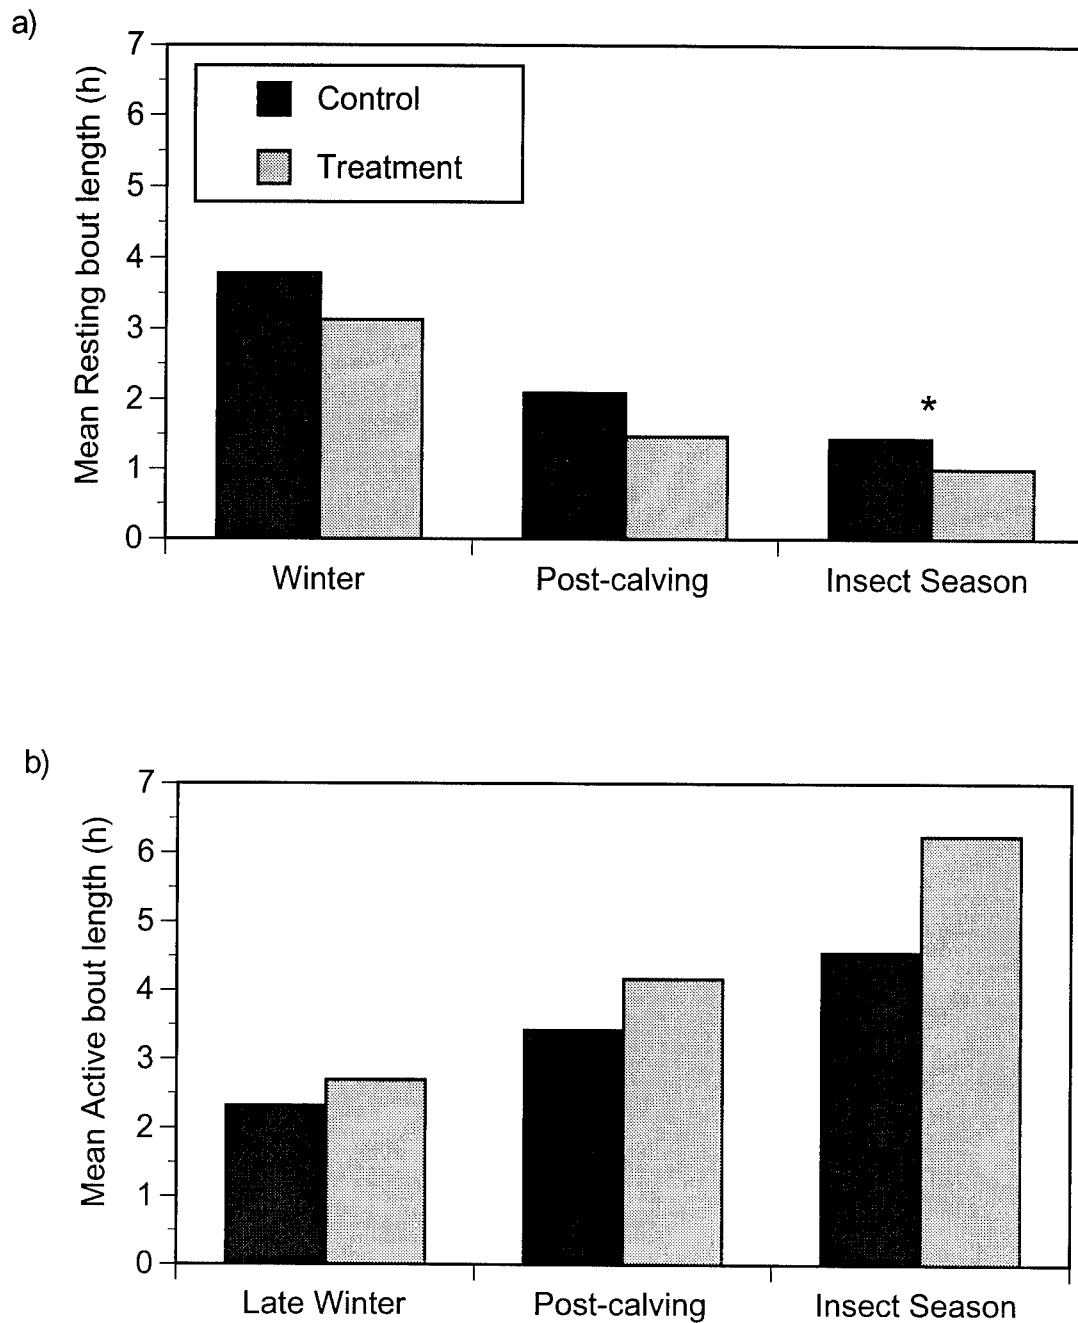 a)
Mean Resting bout length (h)
7
6
5
4
3
2
1
0
Control
Treatment
*
Winter Post-calving Insect Season
b)
Mean Active bout length (h)
7
6
5
4
3
2
1
0
Late Winter Post-calving Insect Season